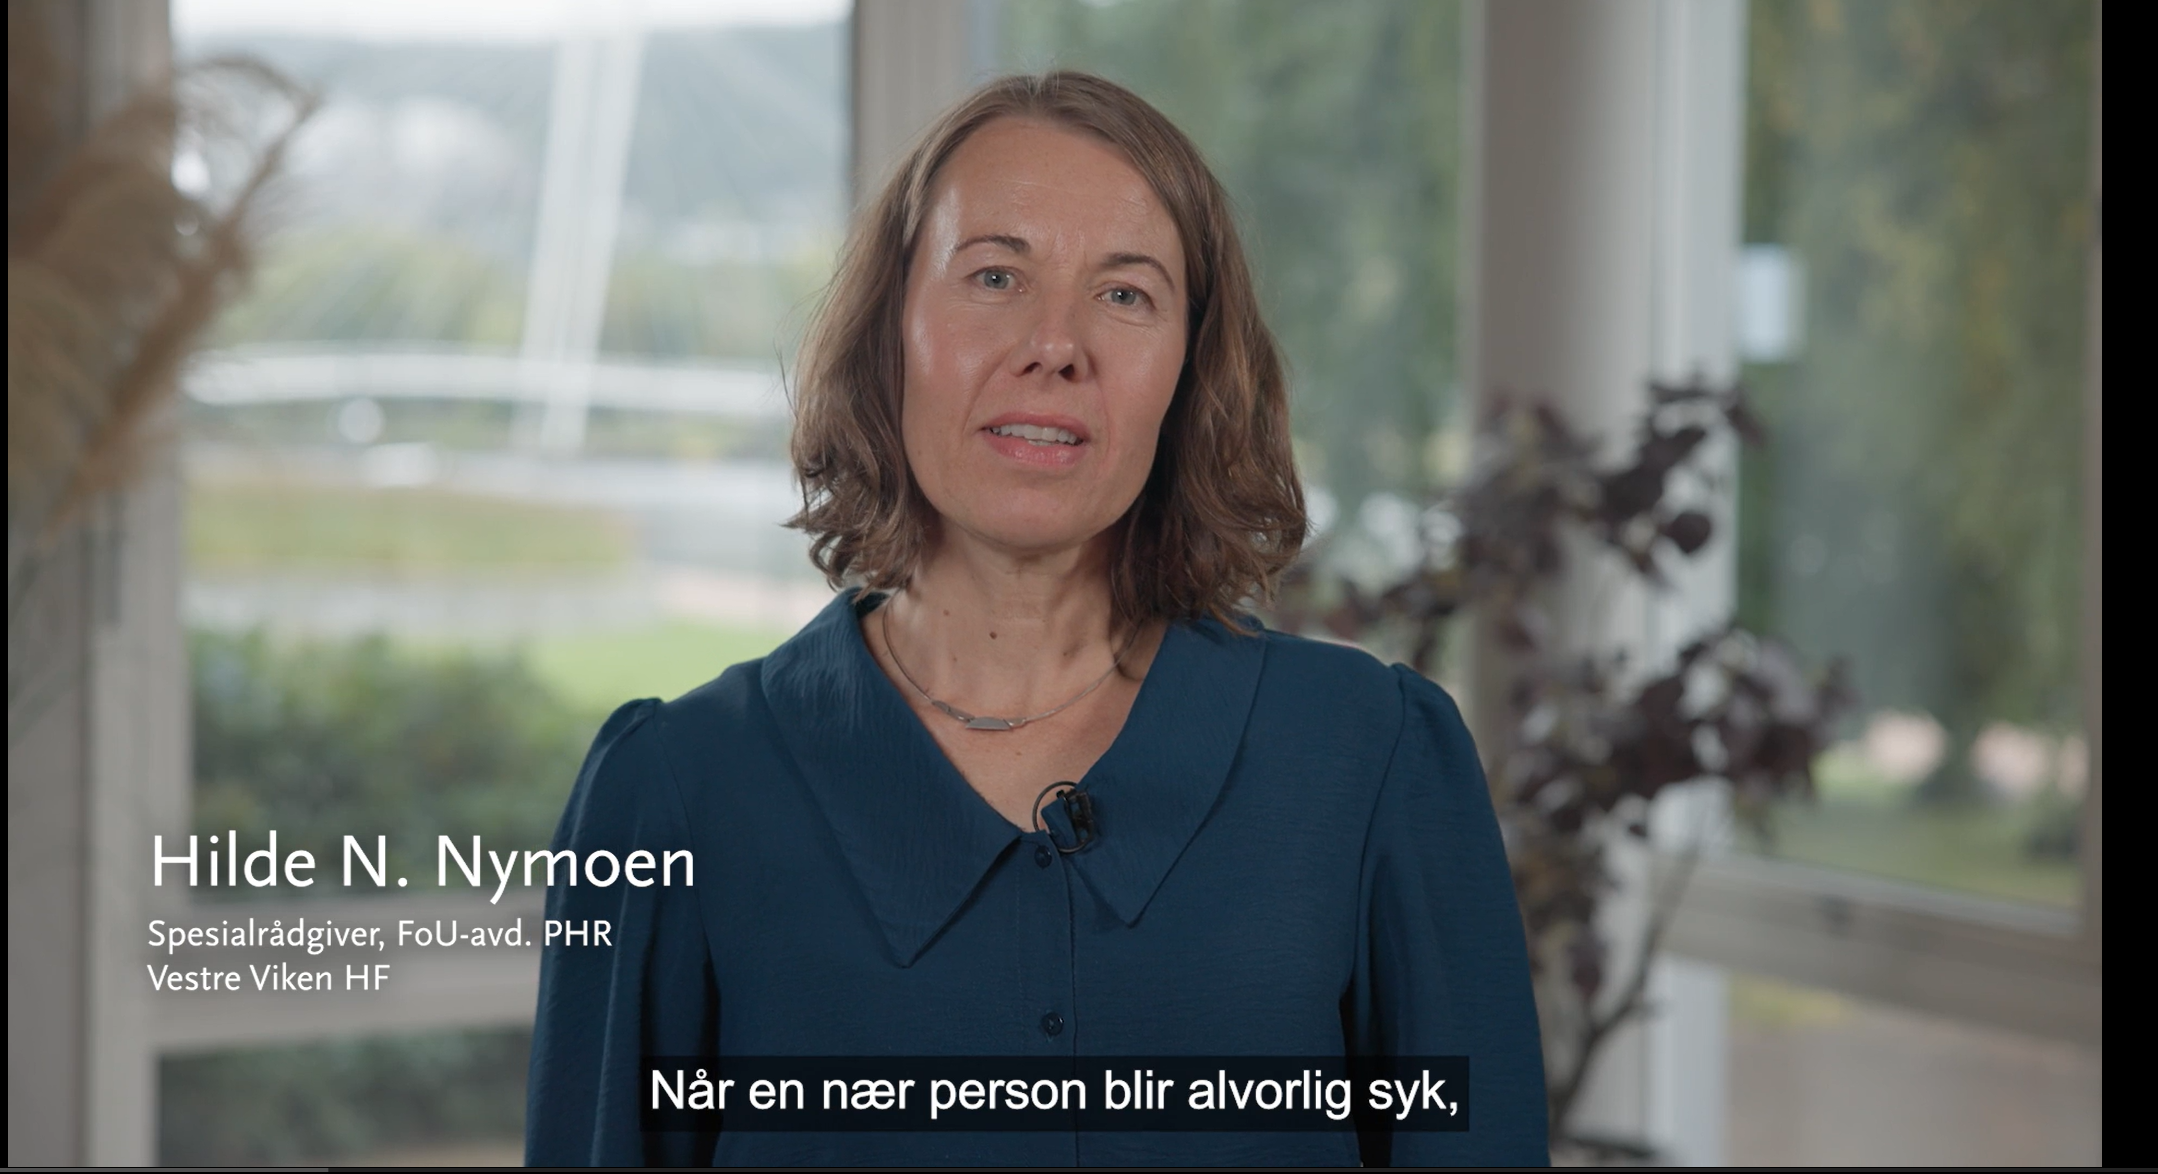 Hilde N. Nymoen
Spesialrådgiver, FoU-avd. PHR
Vestre Viken HF
Når en nær person blir alvorlig syk,